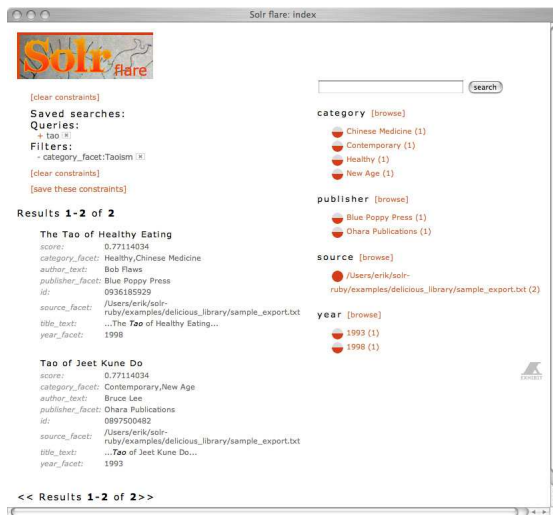 Solr flare: index
Solr
flare
search
[clear constraints]
Saved searches:
Queries:
+ tao
Filters:
- category_facet:Taoism
[clear constraints]
[save these constraints]
Results 1-2 of 2
The Tao of Healthy Eating
score: 0.77114034
category_facet: Healthy,Chinese Medicine
author_text: Bob Flaws
publisher_facet: Blue Poppy Press
id: 0936185929
source_facet: /Users/erik/solr-
ruby/examples/delicious_library/sample_export.txt
title_text: ...The Tao of Healthy Eating...
year_facet: 1998
Tao of Jeet Kune Do
score: 0.77114034
category_facet: Contemporary,New Age
author_text: Bruce Lee
publisher_facet: Ohara Publications
id: 0897500482
source_facet: /Users/erik/solr-
ruby/examples/delicious_library/sample_export.txt
title_text: ...Tao of Jeet Kune Do...
year_facet: 1993
<< Results 1-2 of 2>>
category [browse]
Chinese Medicine (1)
Contemporary (1)
Healthy (1)
New Age (1)
publisher [browse]
Blue Poppy Press (1)
Ohara Publications (1)
source [browse]
/Users/erik/solr-
ruby/examples/delicious_library/sample_export.txt (2)
year [browse]
1993 (1)
1998 (1)
EXHIBIT